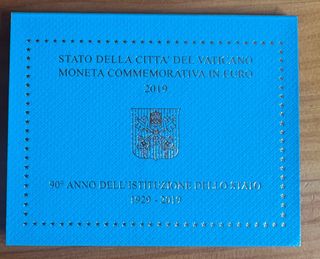 STATO DELLA CITTA' DEL VATICANO
MONETA COMMEMORATIVA IN EURO
2019
90° ANNO DELL'ISTITUZIONE DELLO STATO
1929 - 2019